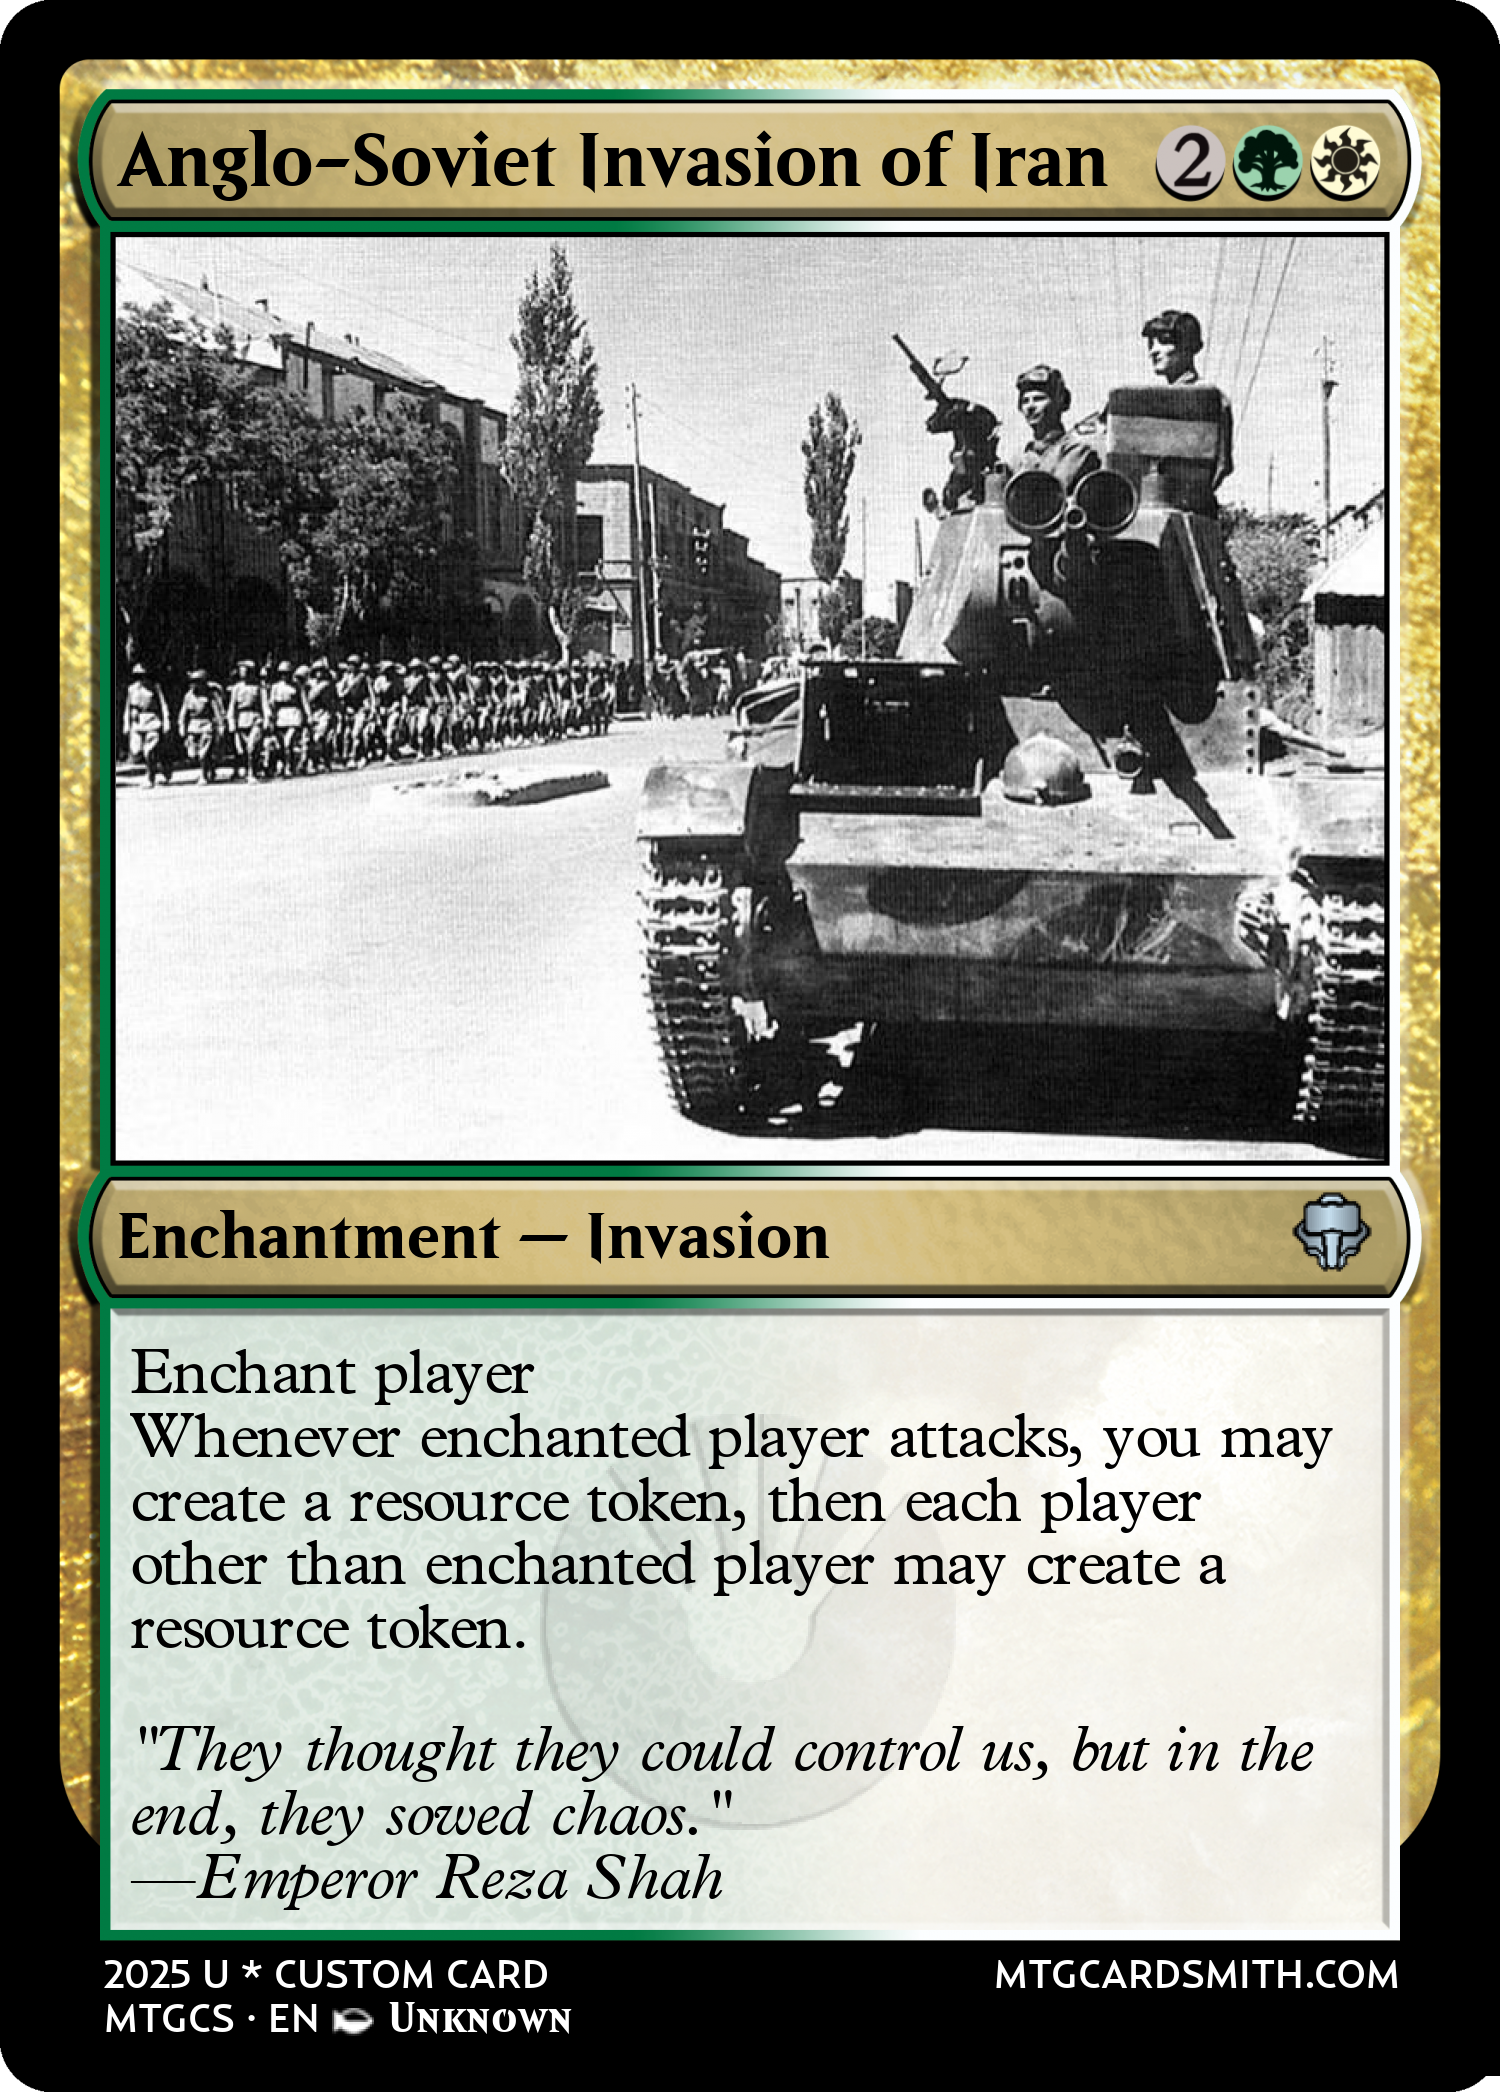 Anglo-Soviet Invasion of Iran 2
Enchantment — Invasion
Enchant player
Whenever enchanted player attacks, you may
create a resource token, then each player
other than enchanted player may create a
resource token.
"They thought they could control us, but in the
end, they sowed chaos."
—Emperor Reza Shah
2025 U * CUSTOM CARD
MTGCARDSMITH.COM
MTGCS · EN Unknown